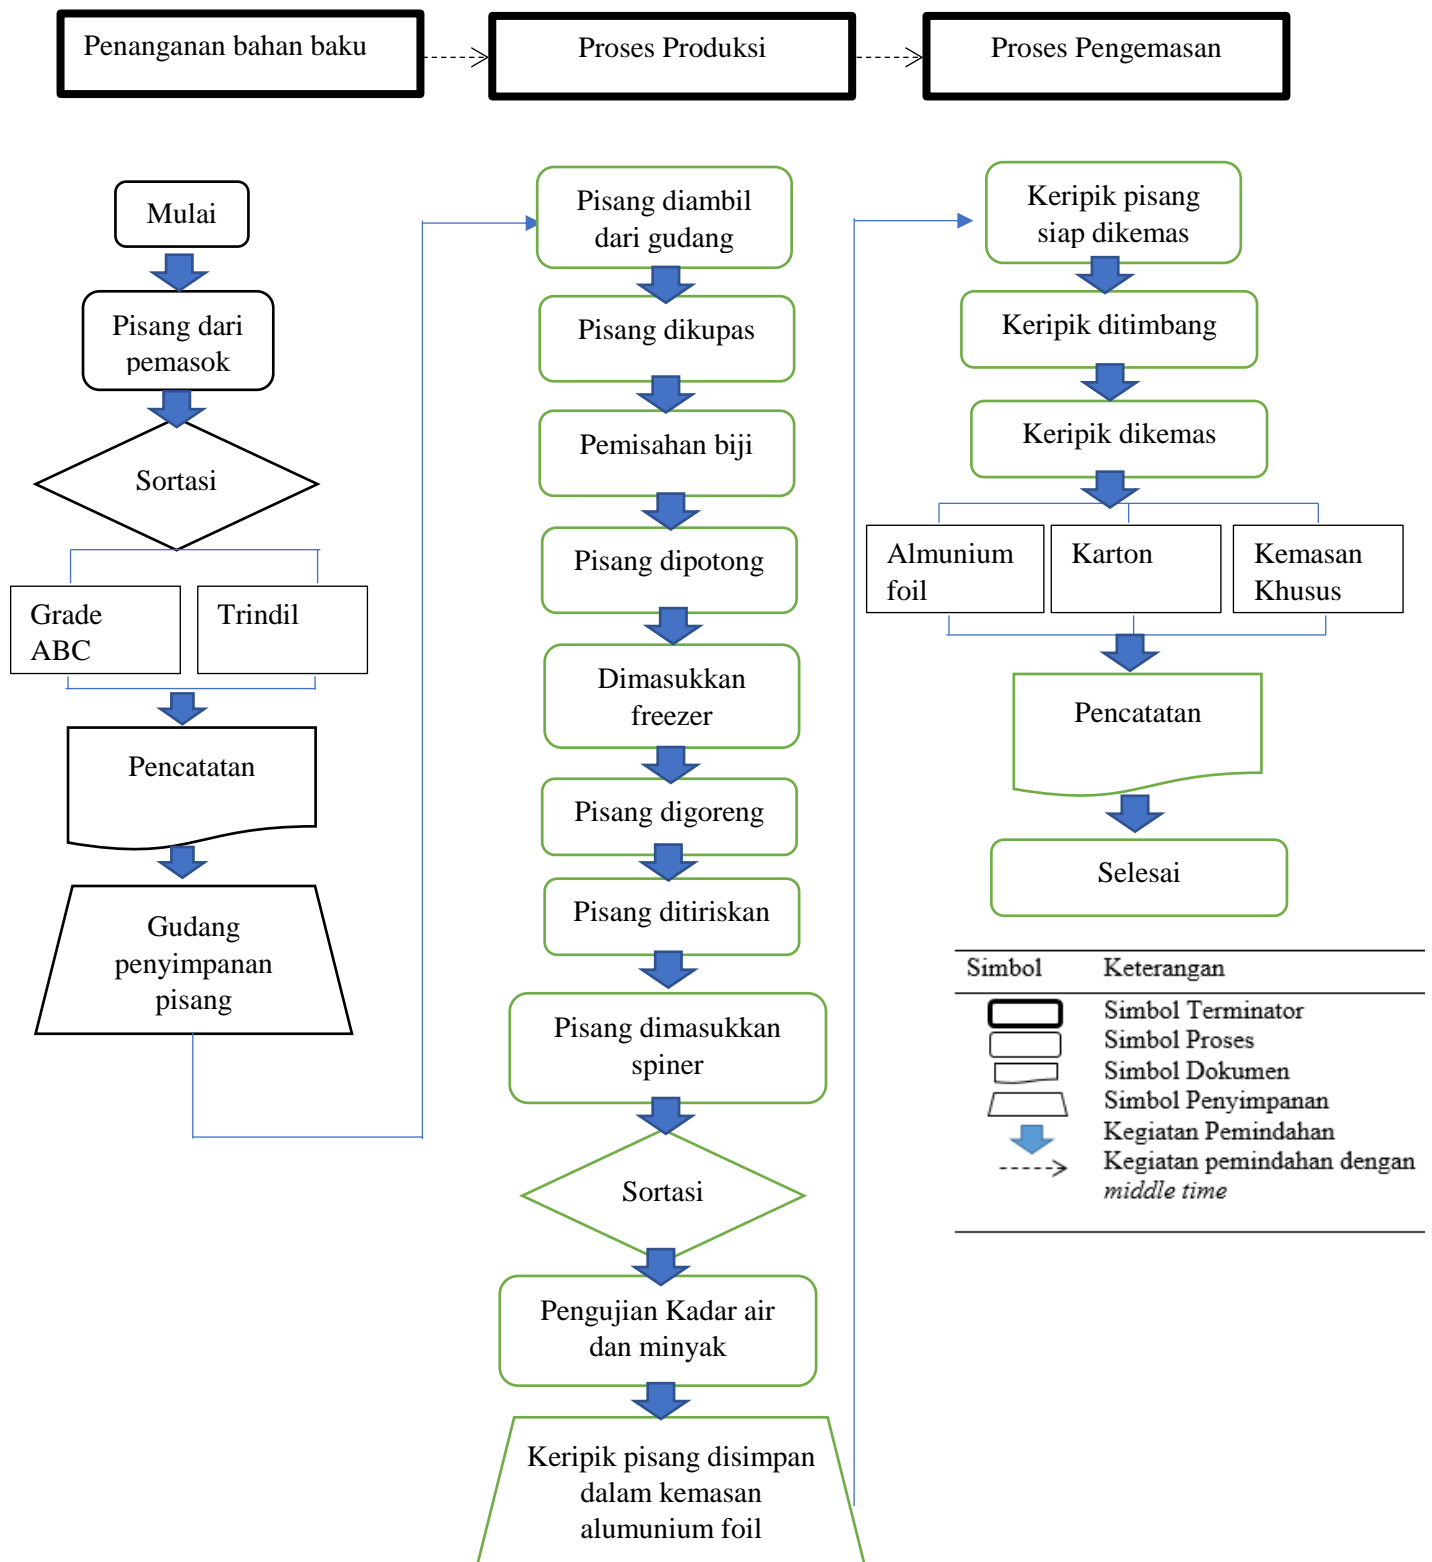 Penanganan bahan baku
Proses Produksi
Proses Pengemasan
Mulai
Pisang dari
pemasok
Sortasi
Grade
ABC
Trindil
Pencatatan
Gudang
penyimpanan
pisang
Pisang diambil
dari gudang
Pisang dikupas
Pemisahan biji
Pisang dipotong
Dimasukkan
freezer
Pisang digoreng
Pisang ditiriskan
Pisang dimasukkan
spiner
Sortasi
Pengujian Kadar air
dan minyak
Keripik pisang disimpan
dalam kemasan
alumunium foil
Keripik pisang
siap dikemas
Keripik ditimbang
Keripik dikemas
Almunium
foil
Karton
Kemasan
Khusus
Pencatatan
Selesai
Simbol Keterangan
Simbol Terminator
Simbol Proses
Simbol Dokumen
Simbol Penyimpanan
Kegiatan Pemindahan
Kegiatan pemindahan dengan
middle time